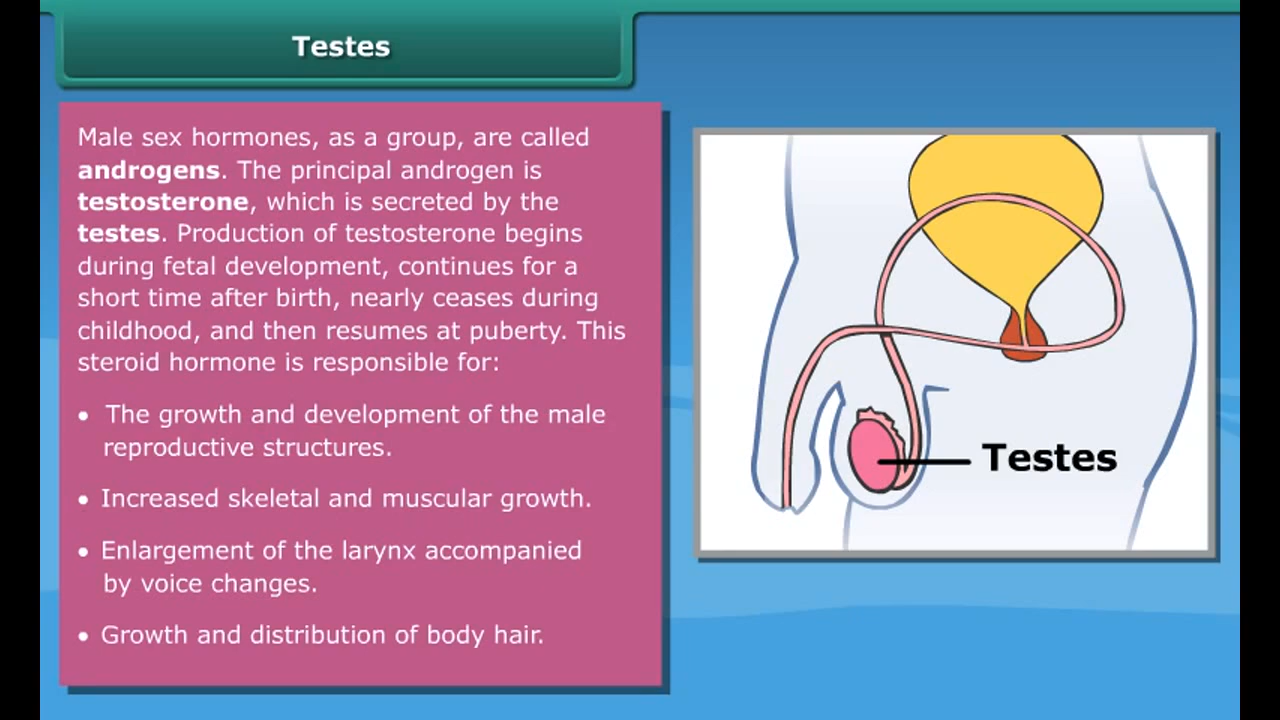 Testes
Male sex hormones, as a group, are called
androgens. The principal androgen is
testosterone, which is secreted by the
testes. Production of testosterone begins
during fetal development, continues for a
short time after birth, nearly ceases during
childhood, and then resumes at puberty. This
steroid hormone is responsible for:
• The growth and development of the male
reproductive structures.
• Increased skeletal and muscular growth.
• Enlargement of the larynx accompanied
by voice changes.
• Growth and distribution of body hair.
Testes